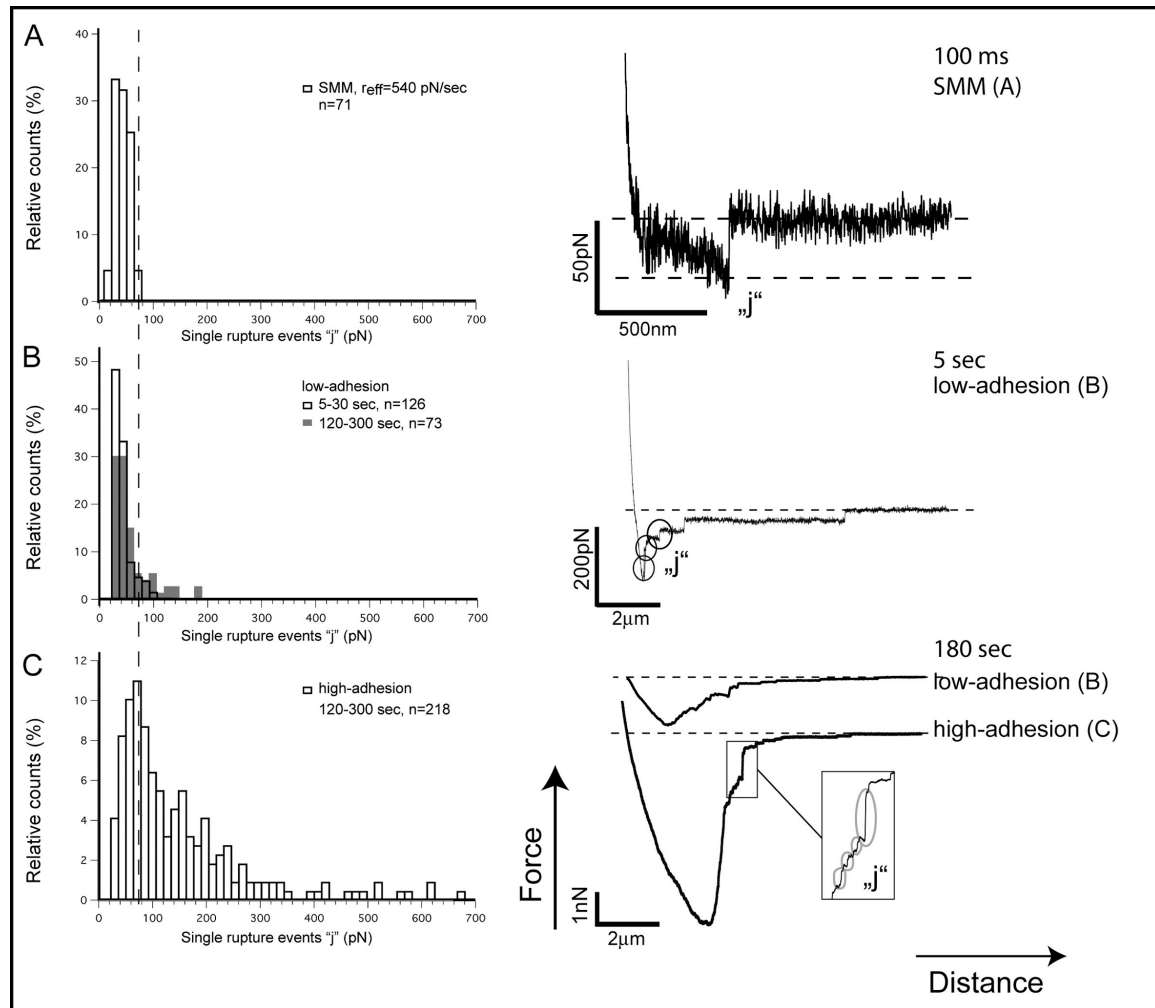 A
Relative counts (%)
40
30
20
10
0
SMM, reff=540 pN/sec
n=71
0 100 200 300 400 500 600 700
Single rupture events "j" (pN)
100 ms
SMM (A)
50pN
500nm
„j“
B
Relative counts (%)
50
40
30
20
10
0
low-adhesion
5-30 sec, n=126
120-300 sec, n=73
0 100 200 300 400 500 600 700
Single rupture events "j" (pN)
5 sec
low-adhesion (B)
200pN
2μm
„j“
C
Relative counts (%)
12
10
8
6
4
2
0
high-adhesion
120-300 sec, n=218
0 100 200 300 400 500 600 700
Single rupture events "j" (pN)
180 sec
low-adhesion (B)
high-adhesion (C)
Force
1nN
2μm
„j“
Distance